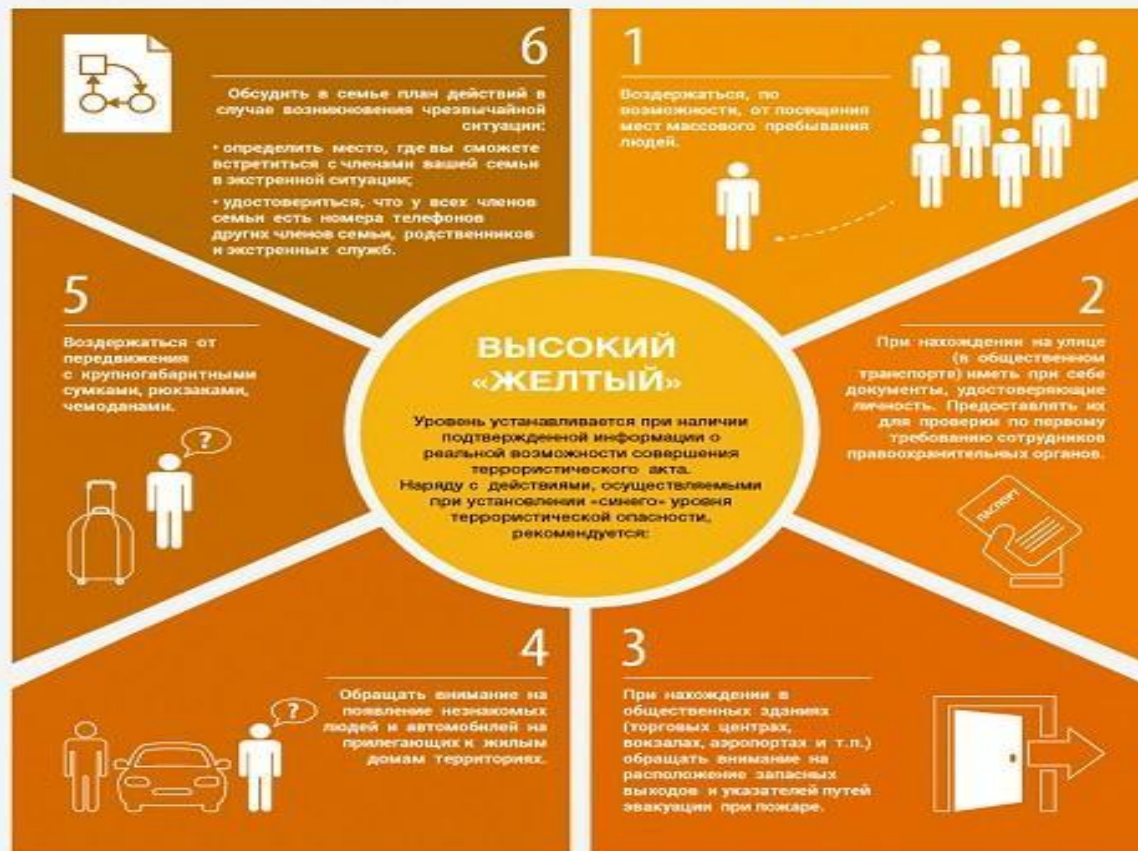 ВЫСОКИЙ
«ЖЕЛТЫЙ»
Уровень устанавливается при наличии
подтвержденной информации о
реальной возможности совершения
террористического акта.
Наряду с действиями, осуществляемыми
при установлении «синего» уровня
террористической опасности,
рекомендуется:
1
Воздержаться, по
возможности, от посещения
мест массового пребывания
людей.
2
При нахождении на улице
(в общественном
транспорте) иметь при себе
документы, удостоверяющие
личность. Предоставлять их
для проверки по первому
требованию сотрудников
правоохранительных органов.
ПАСПОРТ
3
При нахождении в
общественных зданиях
(торговых центрах,
вокзалах, аэропортах и т.п.)
обращать внимание на
расположение запасных
выходов и указателей путей
эвакуации при пожаре.
4
Обращать внимание на
появление незнакомых
людей и автомобилей на
прилегающих к жилым
домам территориях.
?
5
Воздержаться от
передвижения
с крупногабаритными
сумками, рюкзаками,
чемоданами.
?
6
Обсудить в семье план действий в
случае возникновения чрезвычайной
ситуации:
• определить место, где вы сможете
встретиться с членами вашей семьи
в экстренной ситуации;
• удостовериться, что у всех членов
семьи есть номера телефонов
других членов семьи, родственников
и экстренных служб.